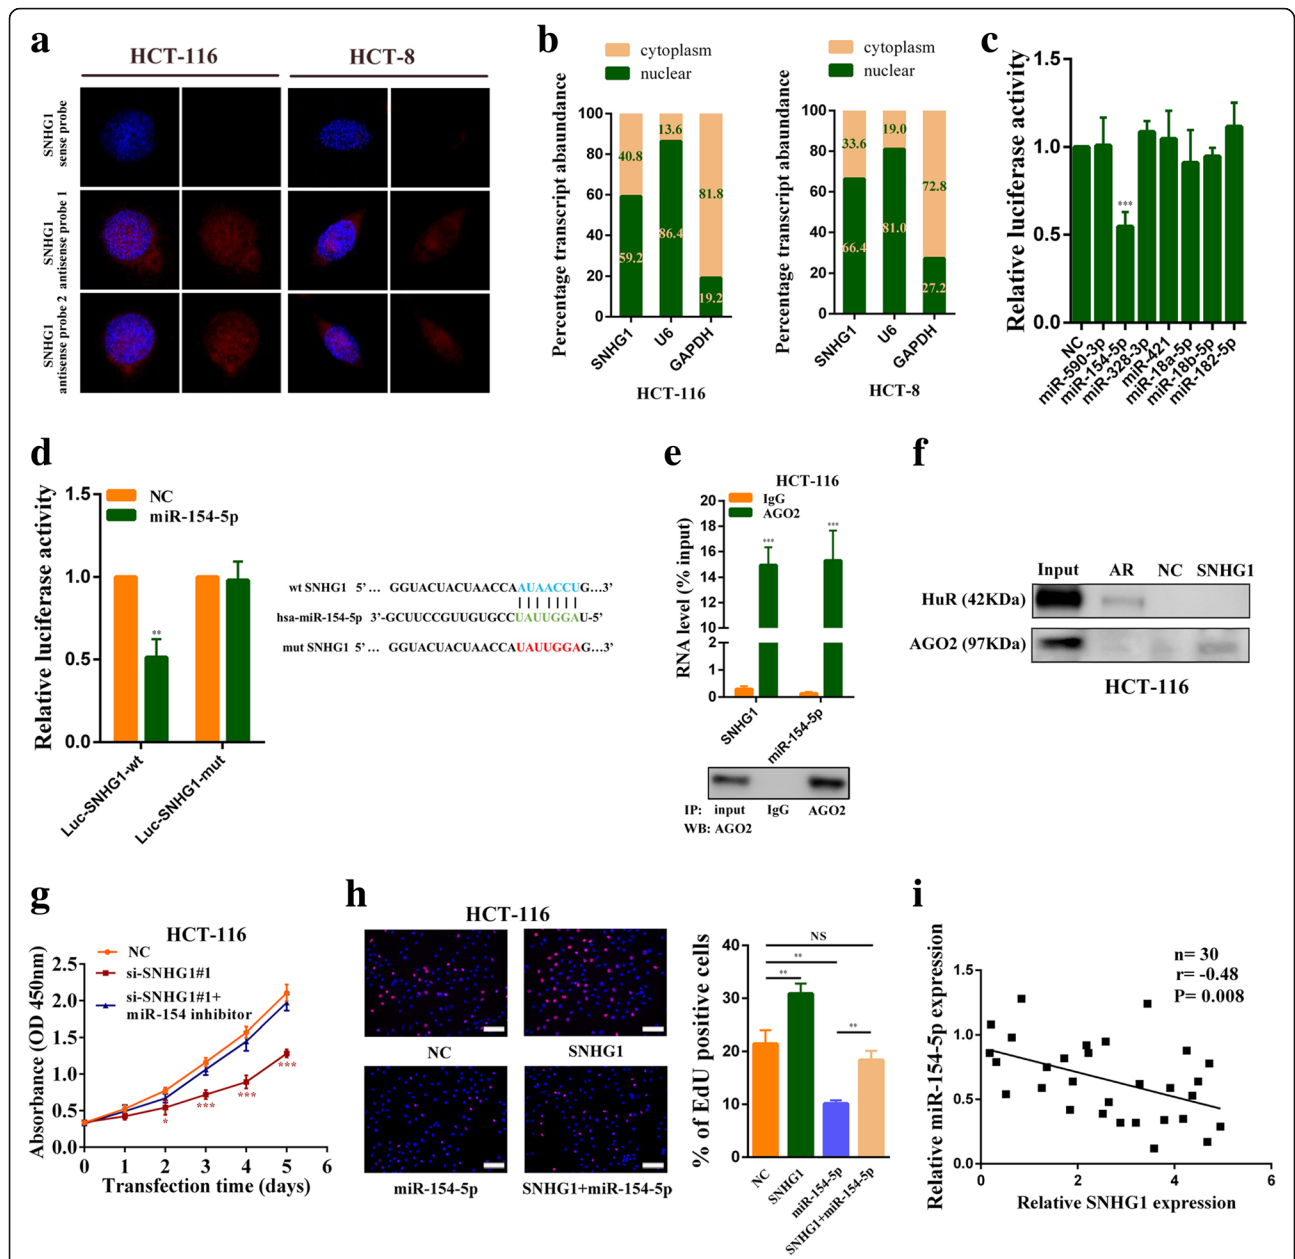 a
HCT-116
HCT-8
SNHG1
sense probe
SNHG1
antisense probe 1
SNHG1
antisense probe 2
b
cytoplasm
nuclear
Percentage transcript abaundance
100
80
60
40
20
0
40.8
59.2
13.6
86.4
81.8
19.2
SNHG1
U6
GAPDH
HCT-116
cytoplasm
nuclear
Percentage transcript abaundance
100
80
60
40
20
0
33.6
66.4
19.0
81.0
72.8
27.2
SNHG1
U6
GAPDH
HCT-8
c
Relative luciferase activity
1.5
1.0
0.5
0.0
***
NC
miR-590-3p
miR-154-5p
miR-328-3p
miR-421
miR-18a-5p
miR-18b-5p
miR-182-5p
d
Relative luciferase activity
1.5
1.0
0.5
0.0
NC
miR-154-5p
**
Luc-SNHG1-wt
Luc-SNHG1-mut
wt SNHG1 5’ ... GGUACUACUAACCAAUAACCUG...3’
hsa-miR-154-5p 3’-GCUUCCGUUGUGCCUAUUGGAU-5’
mut SNHG1 5’ ... GGUACUACUAACCAUAUUGGAG...3’
e
HCT-116
IgG
AGO2
RNA level (% input)
20
18
16
14
12
10
2
1
0
***
***
SNHG1
miR-154-5p
IP: input IgG AGO2
WB: AGO2
f
Input AR NC SNHG1
HuR (42KDa)
AGO2 (97KDa)
HCT-116
g
HCT-116
NC
si-SNHG1#1
si-SNHG1#1+
miR-154 inhibitor
Absorbance (OD 450nm)
2.5
2.0
1.5
1.0
0.5
0.0
*
***
***
***
0 1 2 3 4 5 6
Transfection time (days)
h
HCT-116
NC
SNHG1
miR-154-5p
SNHG1+miR-154-5p
% of EdU positive cells
40
30
20
10
0
NS
**
**
**
NC
SNHG1
miR-154-5p
SNHG1+miR-154-5p
i
Relative miR-154-5p expression
1.5
1.0
0.5
0.0
n= 30
r= -0.48
P= 0.008
0 2 4 6
Relative SNHG1 expression